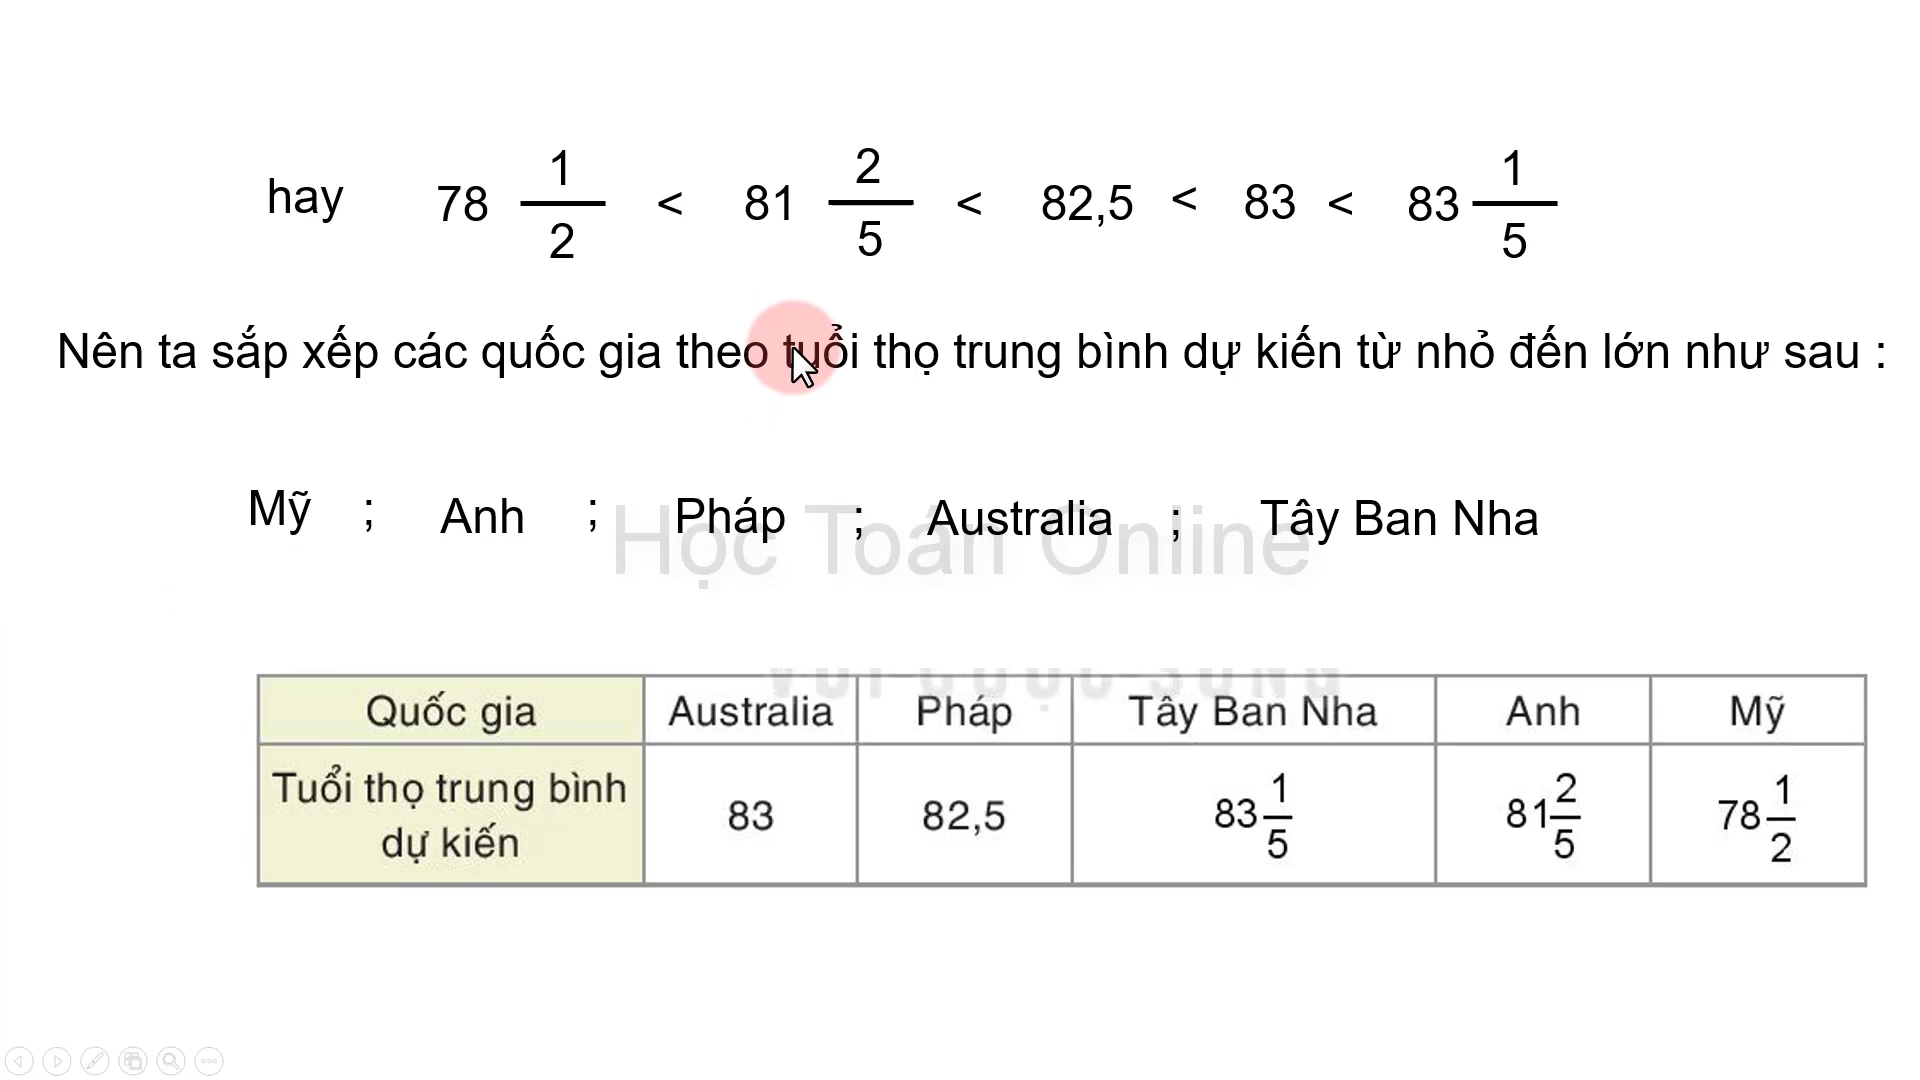 hay 78 1/2 < 81 2/5 < 82,5 < 83 < 83 1/5
Nên ta sắp xếp các quốc gia theo tuổi thọ trung bình dự kiến từ nhỏ đến lớn như sau :
Mỹ ; Anh ; Pháp ; Australia ; Tây Ban Nha
Học Toán Online
Quốc gia Australia Pháp Tây Ban Nha Anh Mỹ
Tuổi thọ trung bình dự kiến 83 82,5 83 1/5 81 2/5 78 1/2